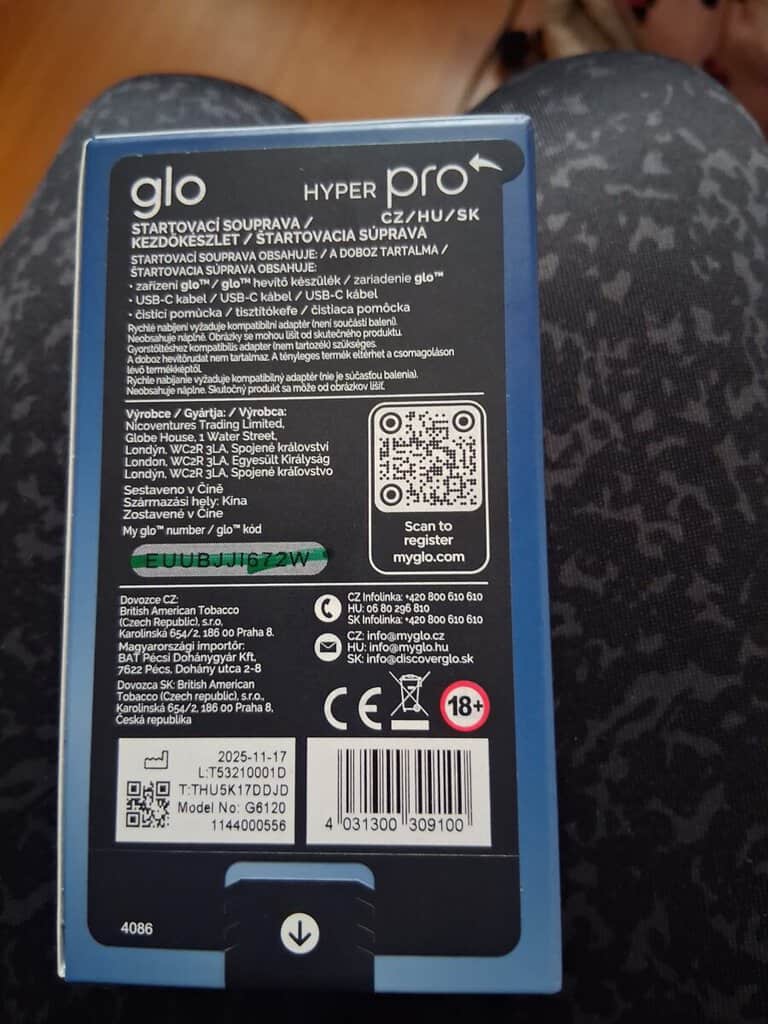 glo
HYPER pro
CZ/HU/SK
STARTOVACÍ SOUPRAVA /
KEZDŐKÉSZLET / ŠTARTOVACIA SÚPRAVA
STARTOVACÍ SOUPRAVA OBSAHUJE: / A DOBOZ TARTALMA /
ŠTARTOVACIA SÚPRAVA OBSAHUJE:
• zařízení glo™ / glo™ hevítő készülék / zariadenie glo™
• USB-C kabel / USB-C kábel / USB-C kábel
• čisticí pomůcka / tisztítókefe / čistiaca pomôcka
Rychlé nabíjení vyžaduje kompatibilní adaptér (není součástí balení).
Neobsahuje náplně. Obrázky se mohou lišit od skutečného produktu.
Gyorstöltéshez kompatibilis adapter (nem tartozék) szükséges.
A doboz hevítőrudat nem tartalmaz. A tényleges termék eltérhet a csomagoláson
lévő termékképtől.
Rýchle nabíjanie vyžaduje kompatibilný adaptér (nie je súčasťou balenia).
Neobsahuje náplne. Skutočný produkt sa môže od obrázkov líšiť.
Výrobce / Gyártja: / Výrobca:
Nicoventures Trading Limited,
Globe House, 1 Water Street,
Londýn, WC2R 3LA, Spojené království
London, WC2R 3LA, Egyesült Királyság
Londýn, WC2R 3LA, Spojené kráľovstvo
Sestaveno v Číně
Származási hely: Kína
Zostavené v Číne
My glo™ number / glo™ kód
EUUBJJ1672W
Scan to
register
myglo.com
Dovozce CZ:
British American Tobacco
(Czech Republic), s.r.o,
Karolinská 654/2, 186 00 Praha 8.
Magyarországi importőr:
BAT Pécsi Dohánygyár Kft,
7622 Pécs, Dohány utca 2-8
Dovozca SK: British American
Tobacco (Czech republic), s.r.o.,
Karolínska 654/2, 186 00 Praha 8,
Česká republika
CZ Infolinka: +420 800 610 610
HU: 06 80 296 810
SK Infolinka: +420 800 610 610
CZ: info@myglo.cz
HU: info@myglo.hu
SK: info@discoverglo.sk
CE
18+
2025-11-17
L:T53210001D
T:THU5K17DDJD
Model No: G6120
1144000556
4 031300 309100
4086